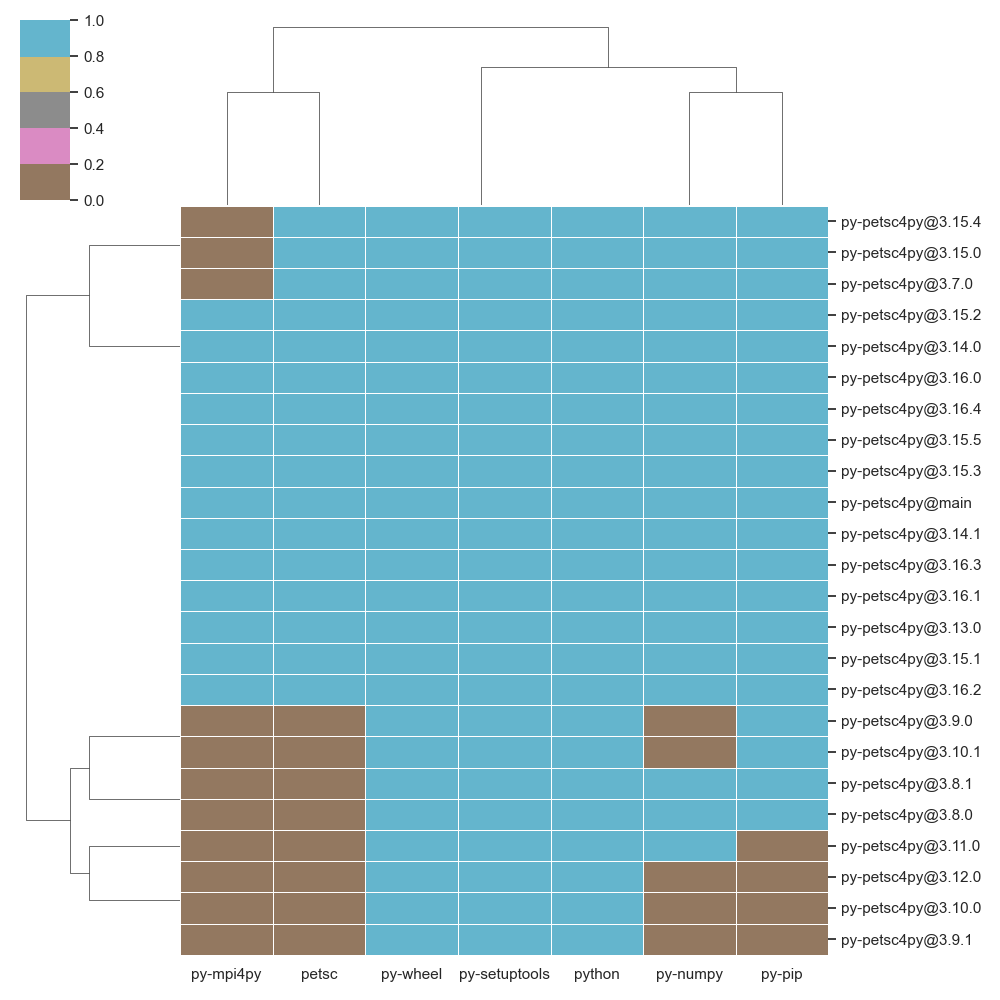 1.0
0.8
0.6
0.4
0.2
0.0
py-petsc4py@3.15.4
py-petsc4py@3.15.0
py-petsc4py@3.7.0
py-petsc4py@3.15.2
py-petsc4py@3.14.0
py-petsc4py@3.16.0
py-petsc4py@3.16.4
py-petsc4py@3.15.5
py-petsc4py@3.15.3
py-petsc4py@main
py-petsc4py@3.14.1
py-petsc4py@3.16.3
py-petsc4py@3.16.1
py-petsc4py@3.13.0
py-petsc4py@3.15.1
py-petsc4py@3.16.2
py-petsc4py@3.9.0
py-petsc4py@3.10.1
py-petsc4py@3.8.1
py-petsc4py@3.8.0
py-petsc4py@3.11.0
py-petsc4py@3.12.0
py-petsc4py@3.10.0
py-petsc4py@3.9.1
py-mpi4py petsc py-wheel py-setuptools python py-numpy py-pip